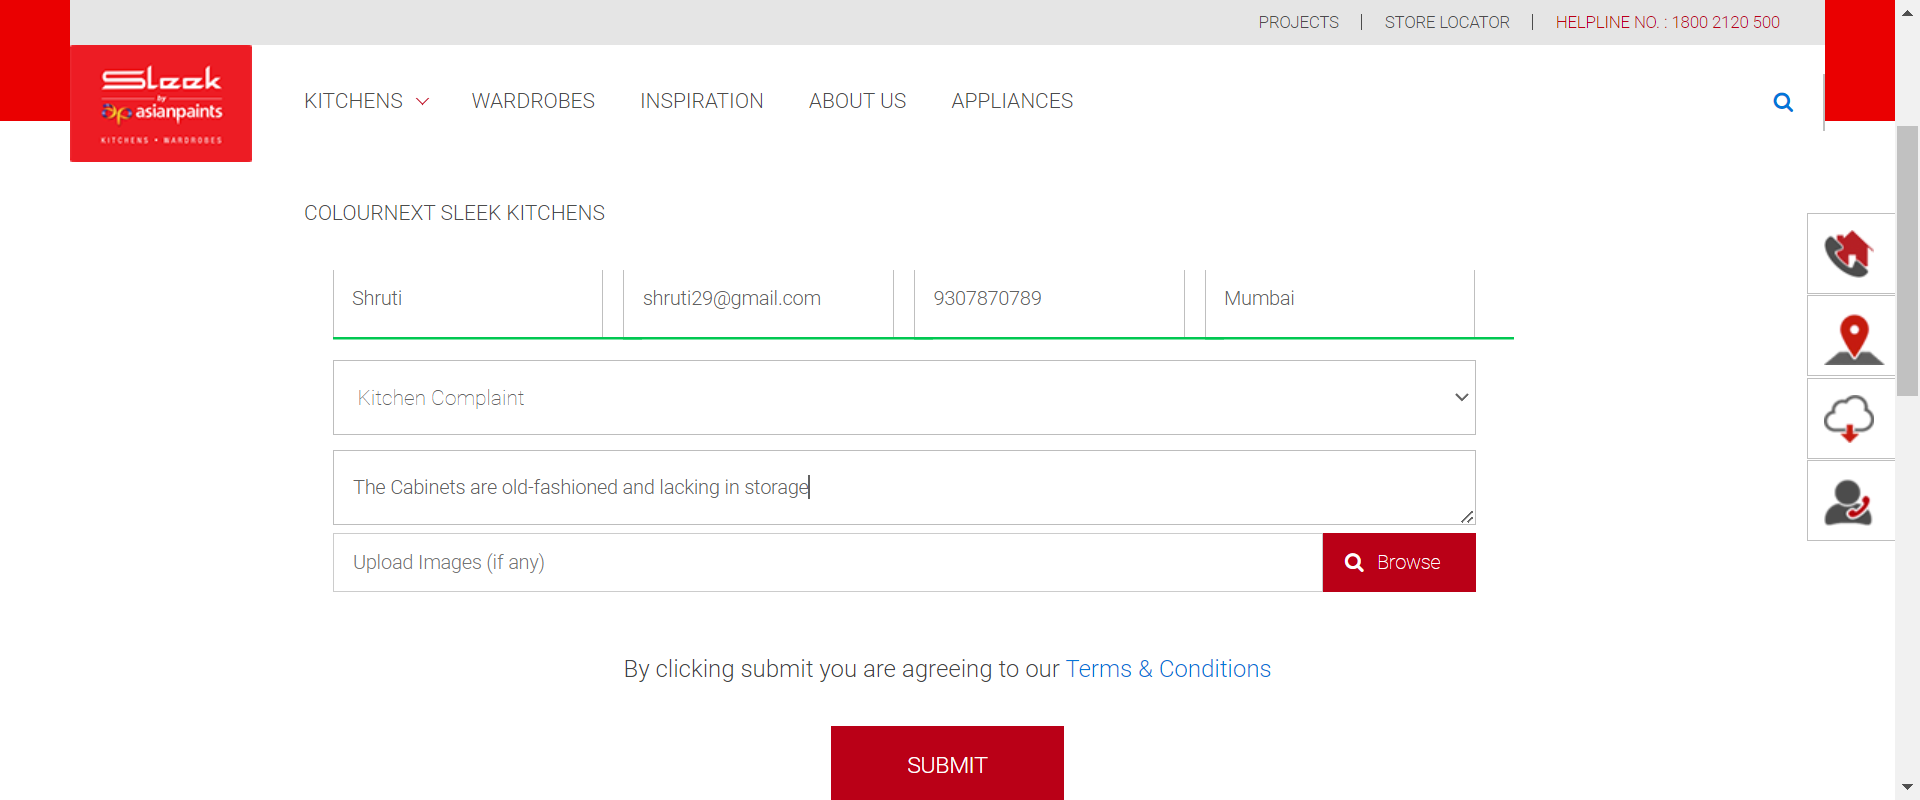 PROJECTS | STORE LOCATOR | HELPLINE NO. : 1800 2120 500
Sleek
by
asianpaints
KITCHENS • WARDROBES
KITCHENS WARDROBES INSPIRATION ABOUT US APPLIANCES
COLOURNEXT SLEEK KITCHENS
Shruti shruti29@gmail.com 9307870789 Mumbai
Kitchen Complaint
The Cabinets are old-fashioned and lacking in storage
Upload Images (if any) Browse
By clicking submit you are agreeing to our Terms & Conditions
SUBMIT